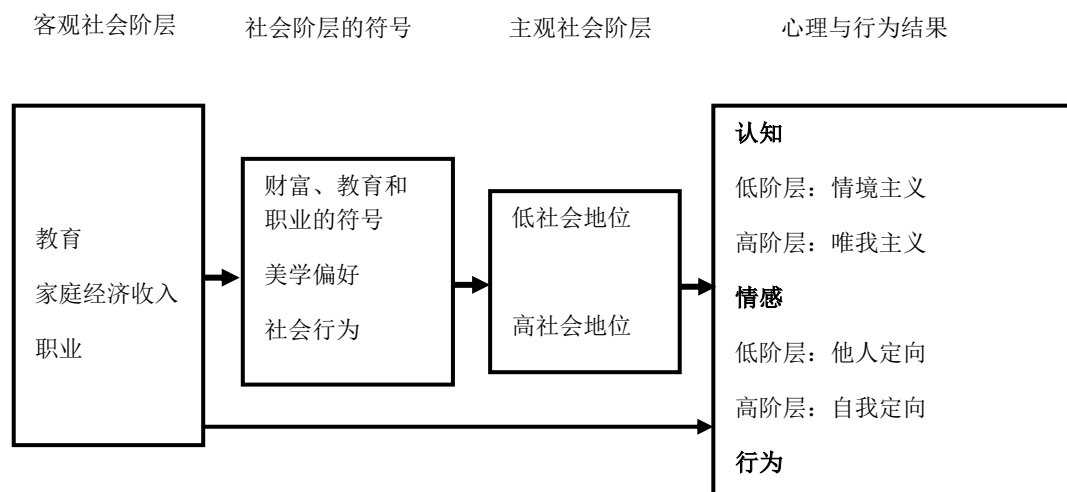 客观社会阶层
社会阶层的符号
主观社会阶层
心理与行为结果
教育
家庭经济收入
职业
财富、教育和
职业的符号
美学偏好
社会行为
低社会地位
高社会地位
认知
低阶层：情境主义
高阶层：唯我主义
情感
低阶层：他人定向
高阶层：自我定向
行为